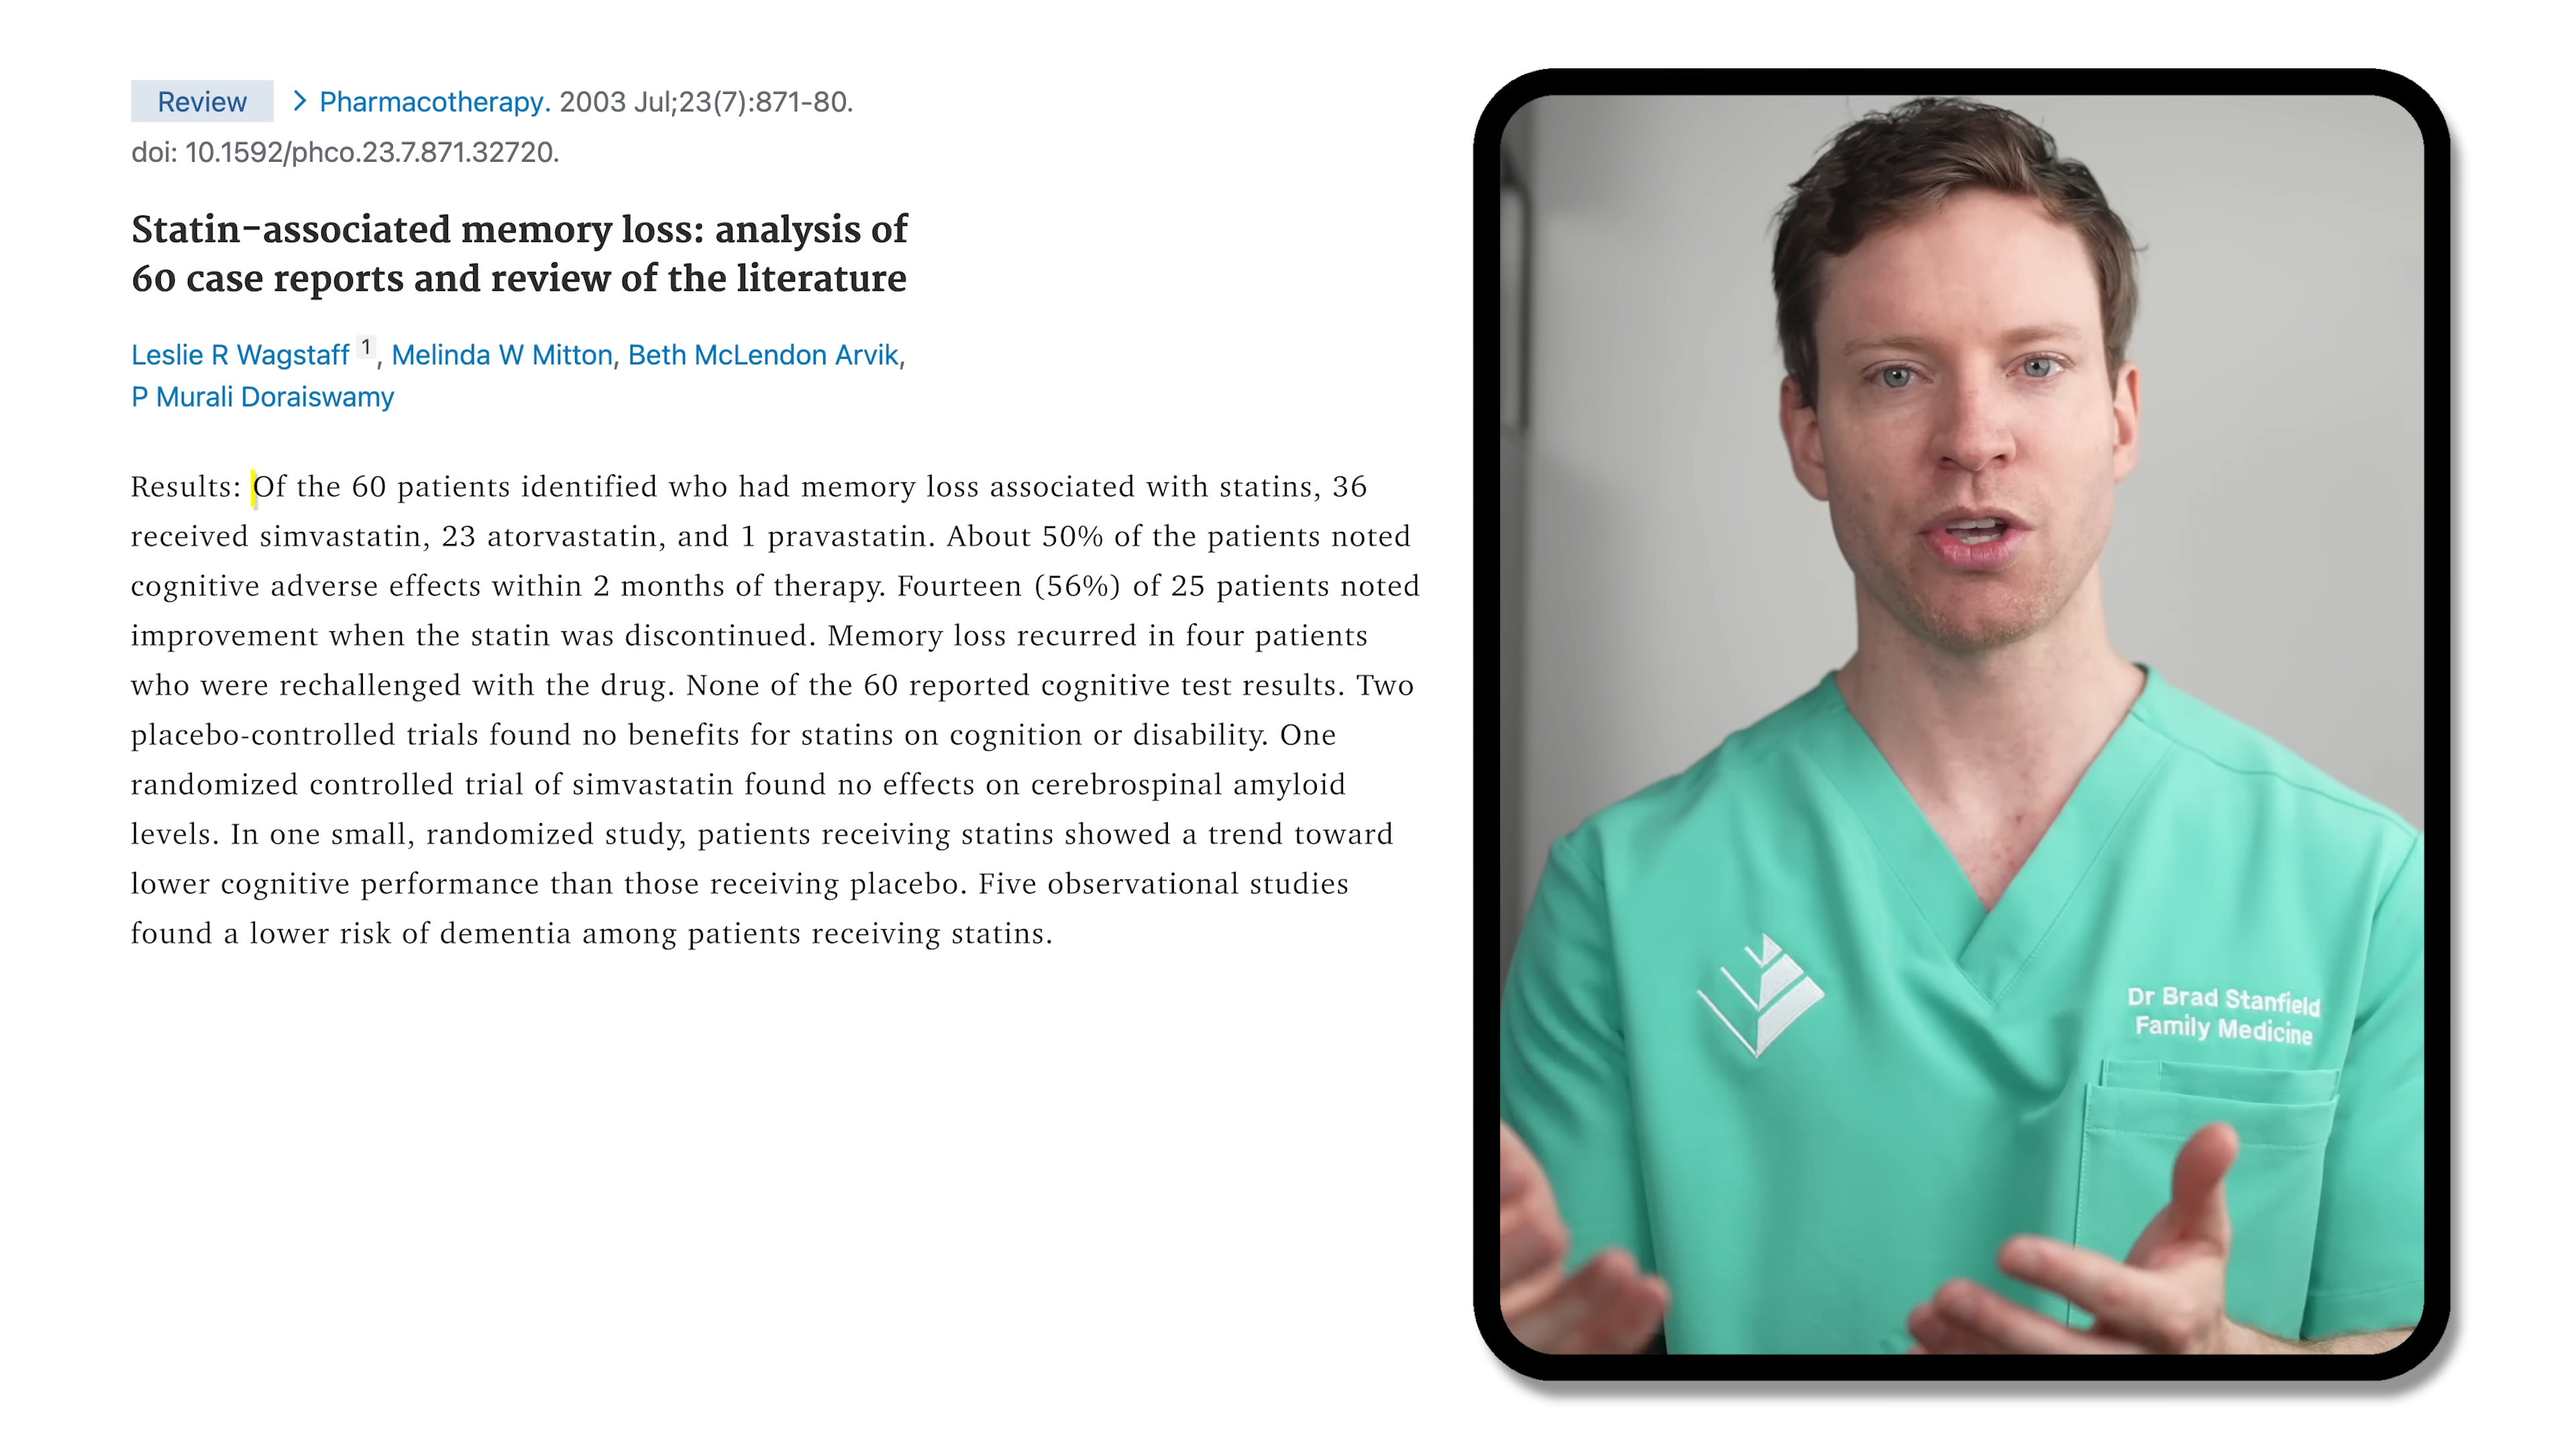 Review > Pharmacotherapy. 2003 Jul;23(7):871-80.
doi: 10.1592/phco.23.7.871.32720.
Statin-associated memory loss: analysis of
60 case reports and review of the literature
Leslie R Wagstaff 1, Melinda W Mitton, Beth McLendon Arvik,
P Murali Doraiswamy
Results: Of the 60 patients identified who had memory loss associated with statins, 36
received simvastatin, 23 atorvastatin, and 1 pravastatin. About 50% of the patients noted
cognitive adverse effects within 2 months of therapy. Fourteen (56%) of 25 patients noted
improvement when the statin was discontinued. Memory loss recurred in four patients
who were rechallenged with the drug. None of the 60 reported cognitive test results. Two
placebo-controlled trials found no benefits for statins on cognition or disability. One
randomized controlled trial of simvastatin found no effects on cerebrospinal amyloid
levels. In one small, randomized study, patients receiving statins showed a trend toward
lower cognitive performance than those receiving placebo. Five observational studies
found a lower risk of dementia among patients receiving statins.
Dr Brad Stanfield
Family Medicine